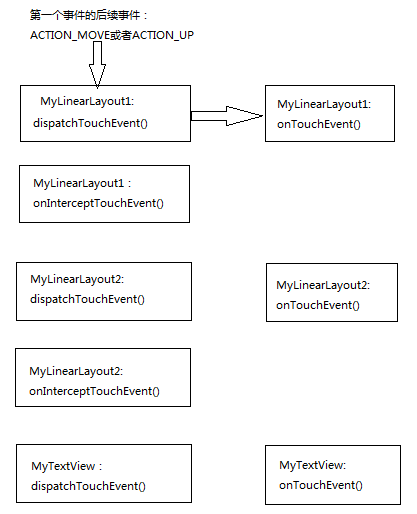 第一个事件的后续事件：
ACTION_MOVE或者ACTION_UP
MyLinearLayout1:
dispatchTouchEvent()
MyLinearLayout1:
onTouchEvent()
MyLinearLayout1：
onInterceptTouchEvent()
MyLinearLayout2:
dispatchTouchEvent()
MyLinearLayout2:
onTouchEvent()
MyLinearLayout2:
onInterceptTouchEvent()
MyTextView：
dispatchTouchEvent()
MyTextView:
onTouchEvent()